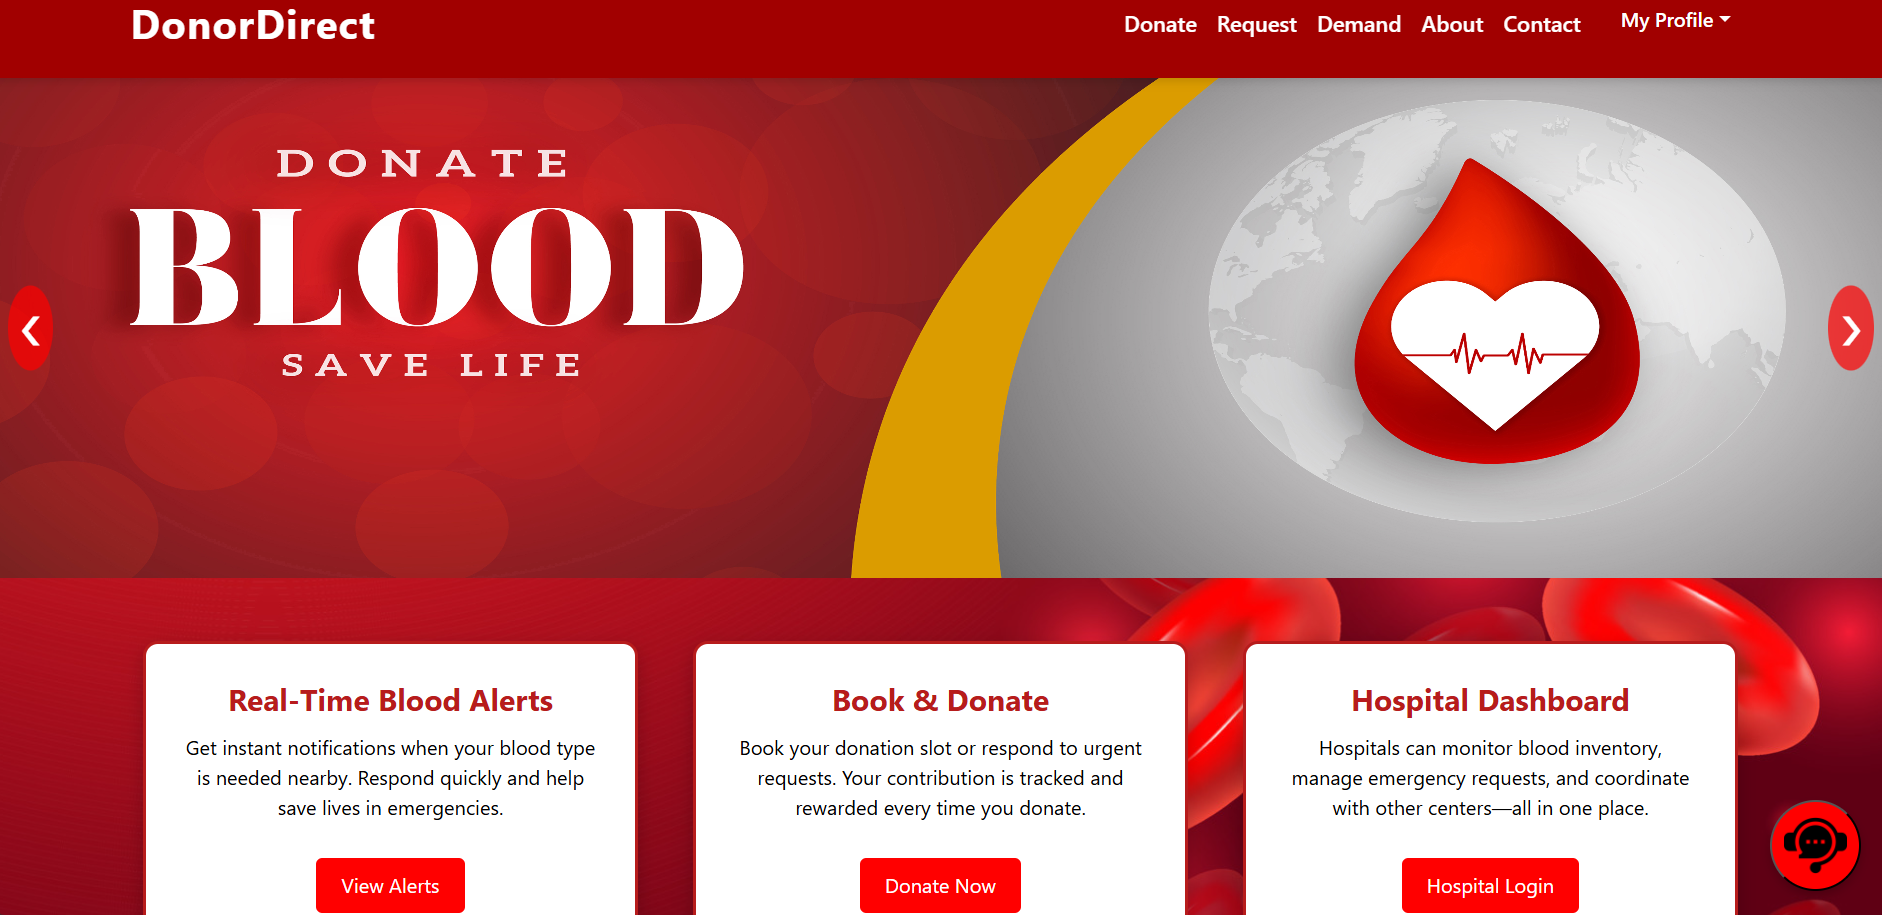 DonorDirect
Donate Request Demand About Contact My Profile
DONATE
BLOOD
SAVE LIFE
Real-Time Blood Alerts
Get instant notifications when your blood type
is needed nearby. Respond quickly and help
save lives in emergencies.
View Alerts
Book & Donate
Book your donation slot or respond to urgent
requests. Your contribution is tracked and
rewarded every time you donate.
Donate Now
Hospital Dashboard
Hospitals can monitor blood inventory,
manage emergency requests, and coordinate
with other centers—all in one place.
Hospital Login